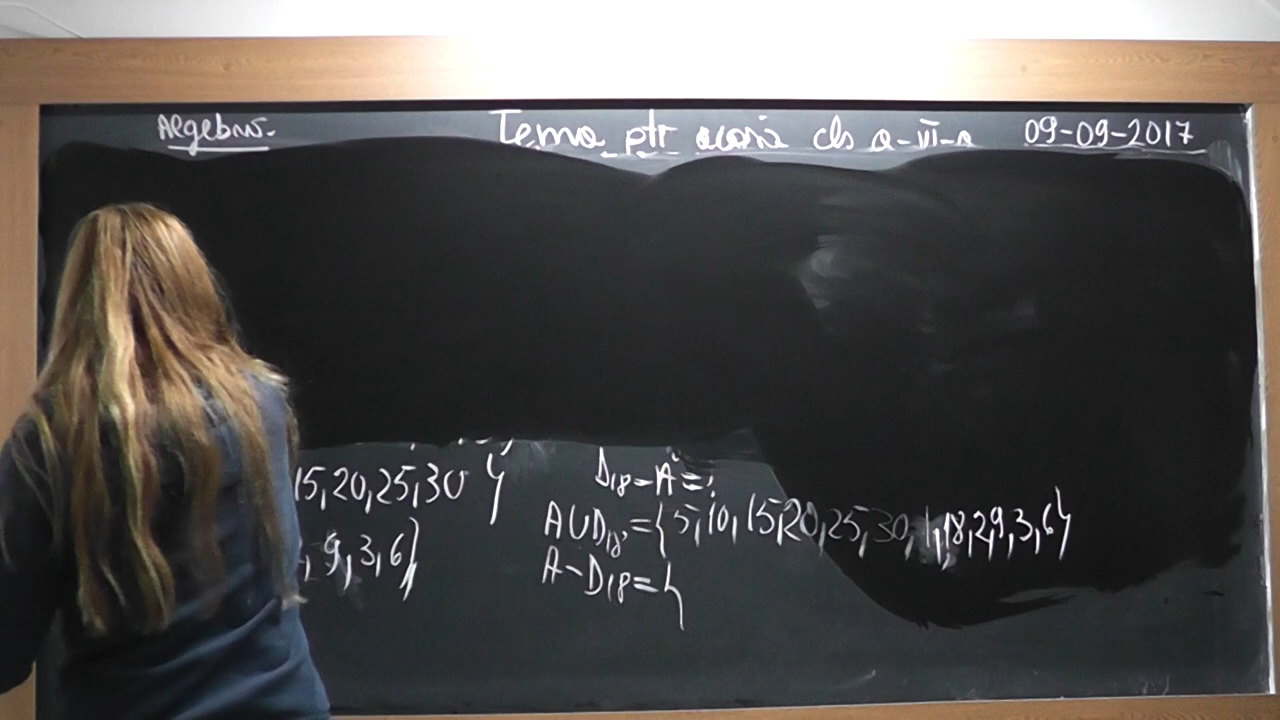 Algebră.
Tema ptr acasă cls a-VI-a 09-09-2017
15,20,25,30 }
D18-A=?
A∪D18={5,10,15,20,25,30,1,18,2,9,3,6}
, 9,3,6}
A-D18={